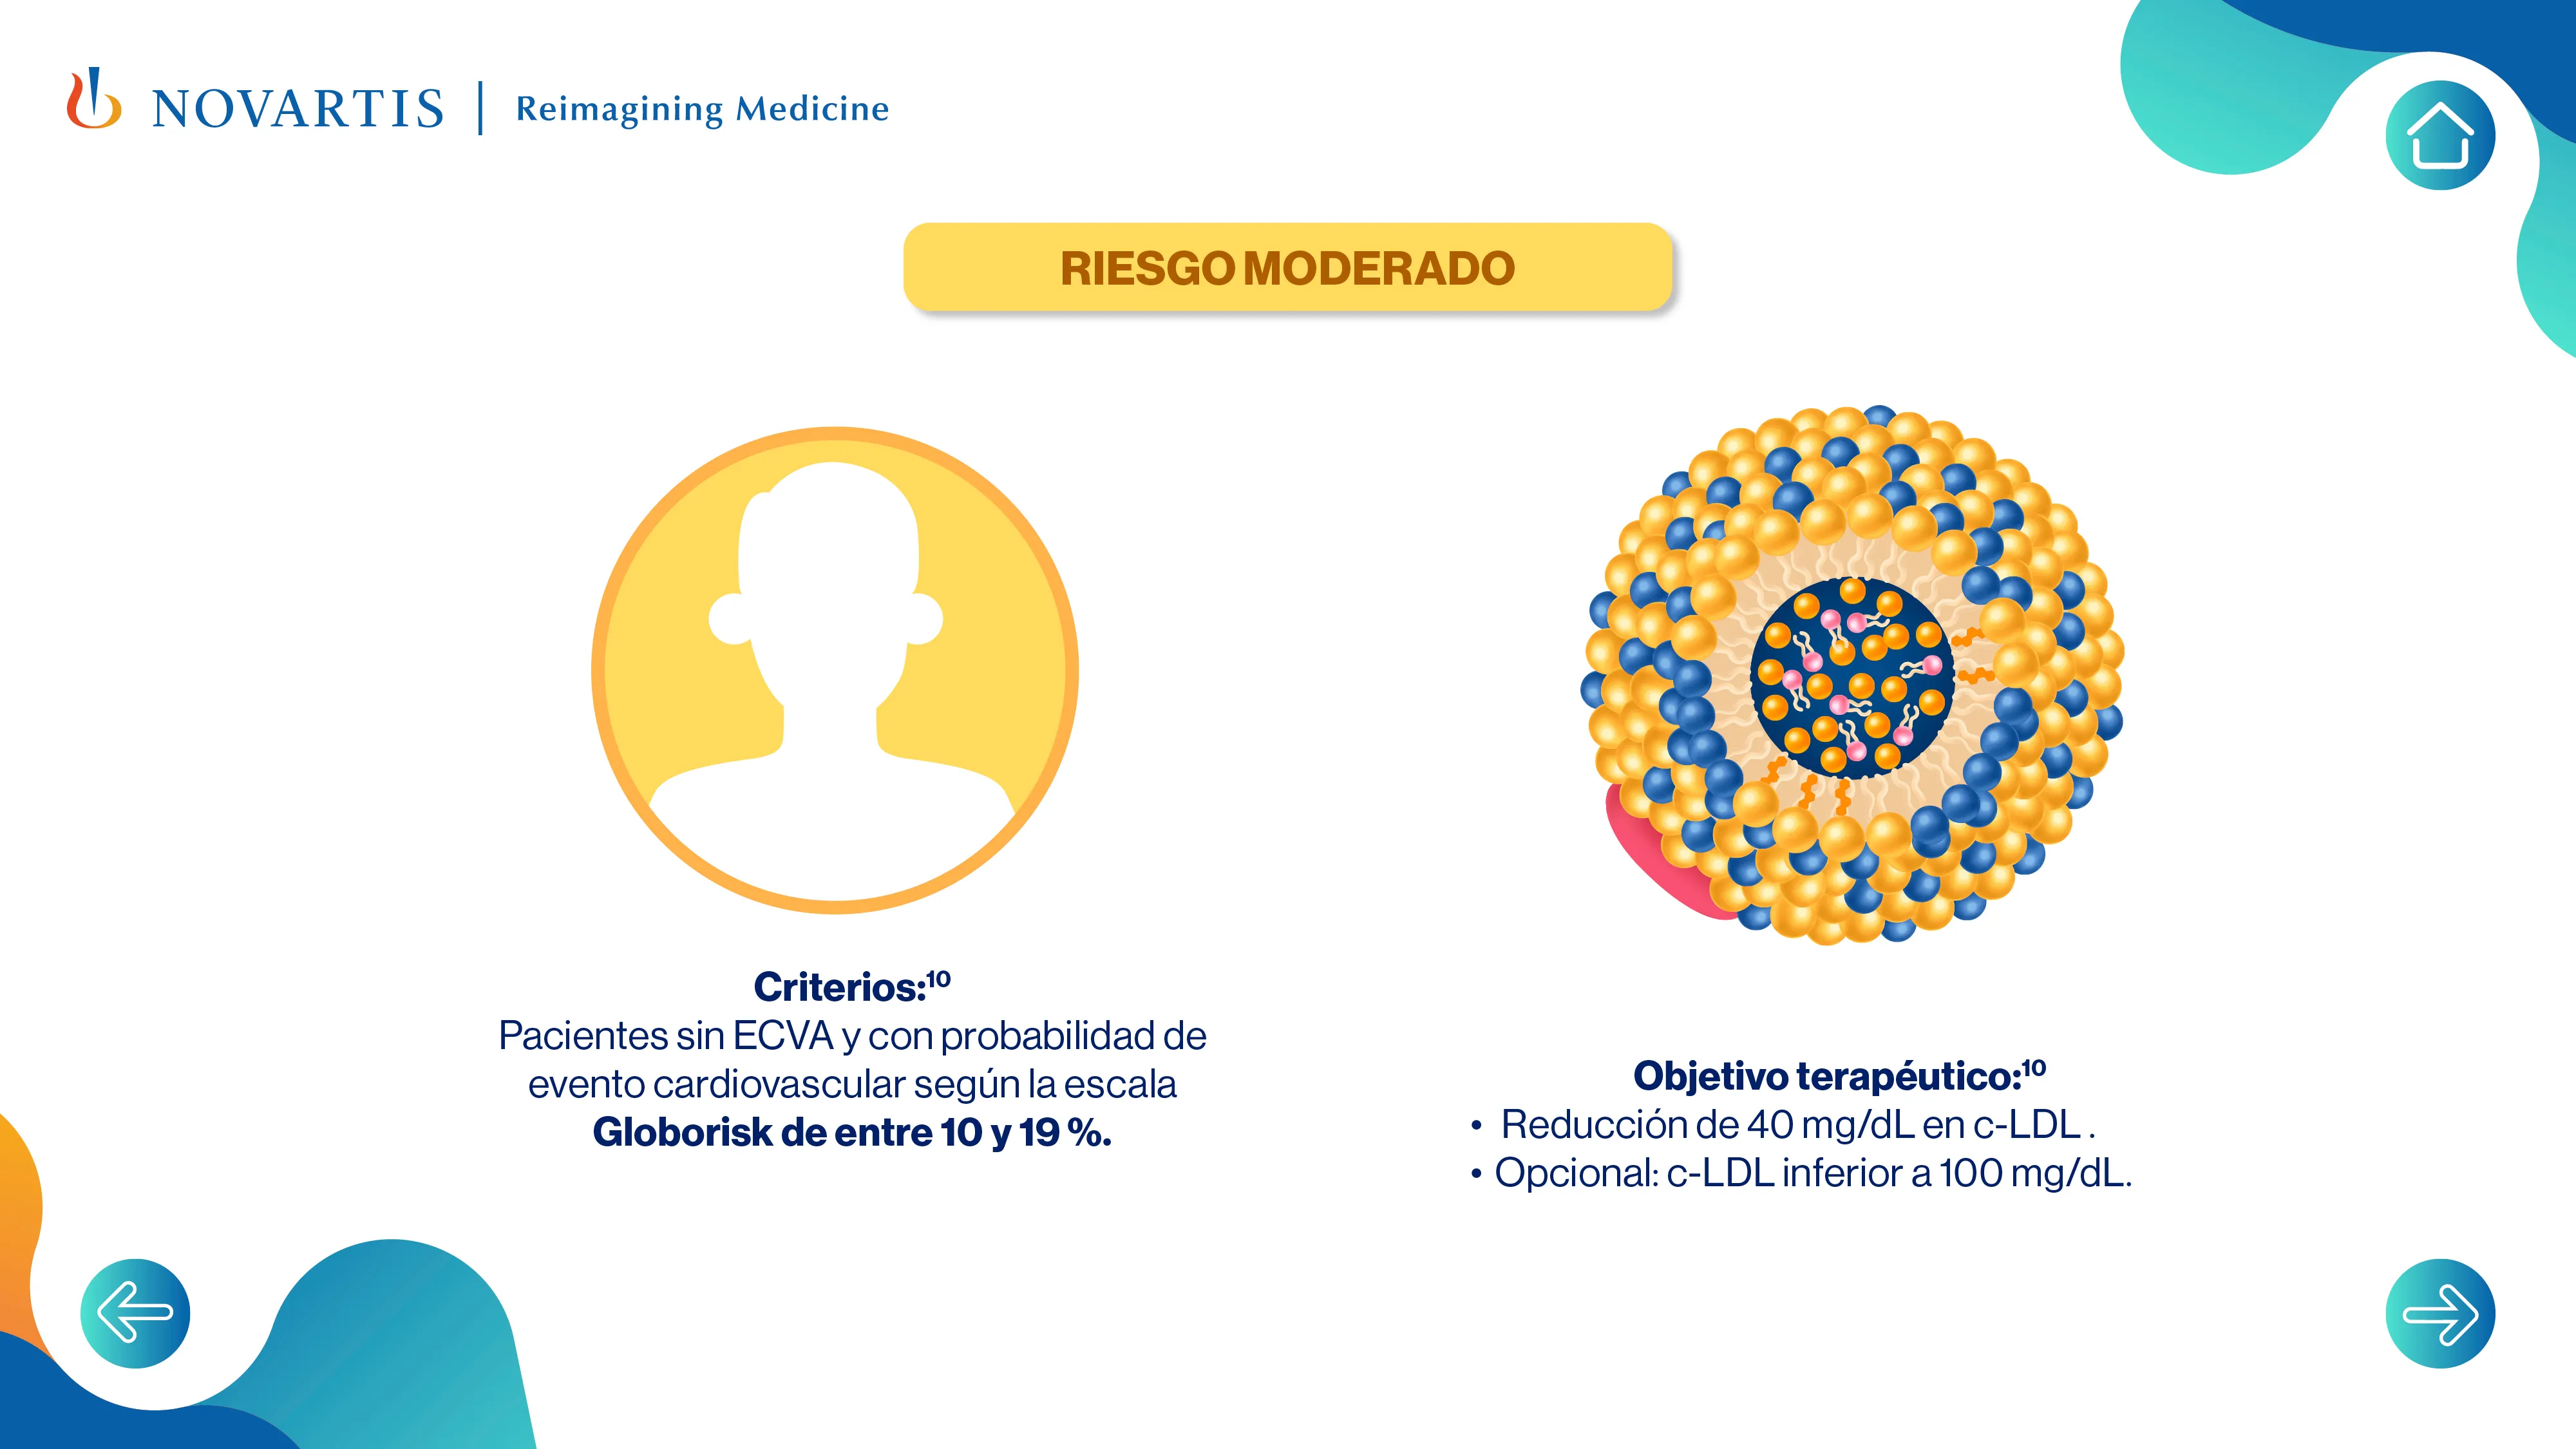 NOVARTIS | Reimagining Medicine
RIESGO MODERADO
Criterios:¹⁰
Pacientes sin ECVA y con probabilidad de
evento cardiovascular según la escala
Globorisk de entre 10 y 19 %.
Objetivo terapéutico:¹⁰
• Reducción de 40 mg/dL en c-LDL .
• Opcional: c-LDL inferior a 100 mg/dL.